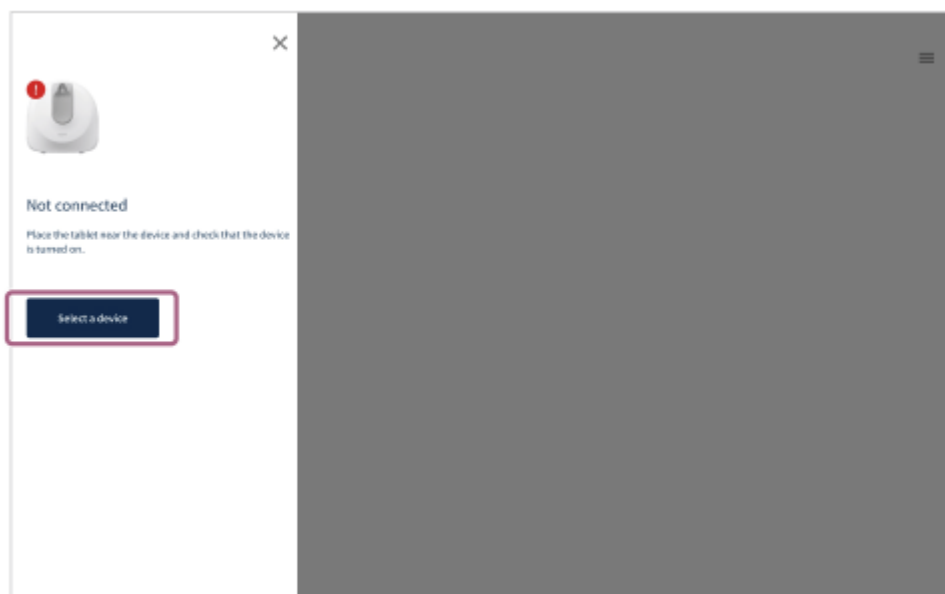 Not connected
Place the tablet near the device and check that the device
is turned on.
Select a device